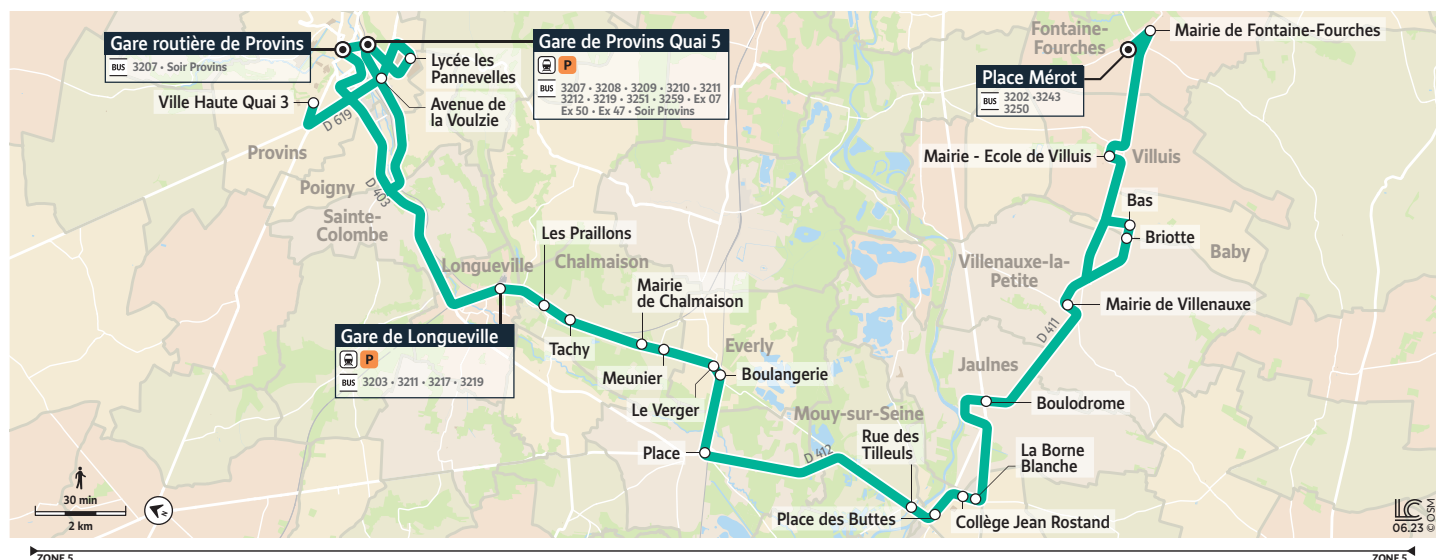 Gare routière de Provins
BUS 3207 • Soir Provins
Gare de Provins Quai 5
P
BUS 3207 • 3208 • 3209 • 3210 • 3211
3212 • 3219 • 3251 • 3259 • Ex 07
Ex 50 • Ex 47 • Soir Provins
Lycée les
Pannevelles
Ville Haute Quai 3
Avenue de
la Voulzie
D 619
Provins
Poigny
D 403
Sainte-
Colombe
Fontaine-
Fourches
Mairie de Fontaine-Fourches
Place Mérot
BUS 3202 •3243
3250
Mairie - Ecole de Villuis
Villuis
Bas
Briotte
Baby
Villenauxe-la-
Petite
Mairie de Villenauxe
D 411
Les Praillons
Longueville
Chalmaison
Mairie
de Chalmaison
Gare de Longueville
P
BUS 3203 • 3211 • 3217 • 3219
Tachy
Meunier
Everly
Boulangerie
Le Verger
Jaulnes
Boulodrome
Mouy-sur-Seine
Rue des
Tilleuls
Place
D 412
La Borne
Blanche
Place des Buttes
Collège Jean Rostand
30 min
2 km
LC
06.23
© OSM
ZONE 5
ZONE 5